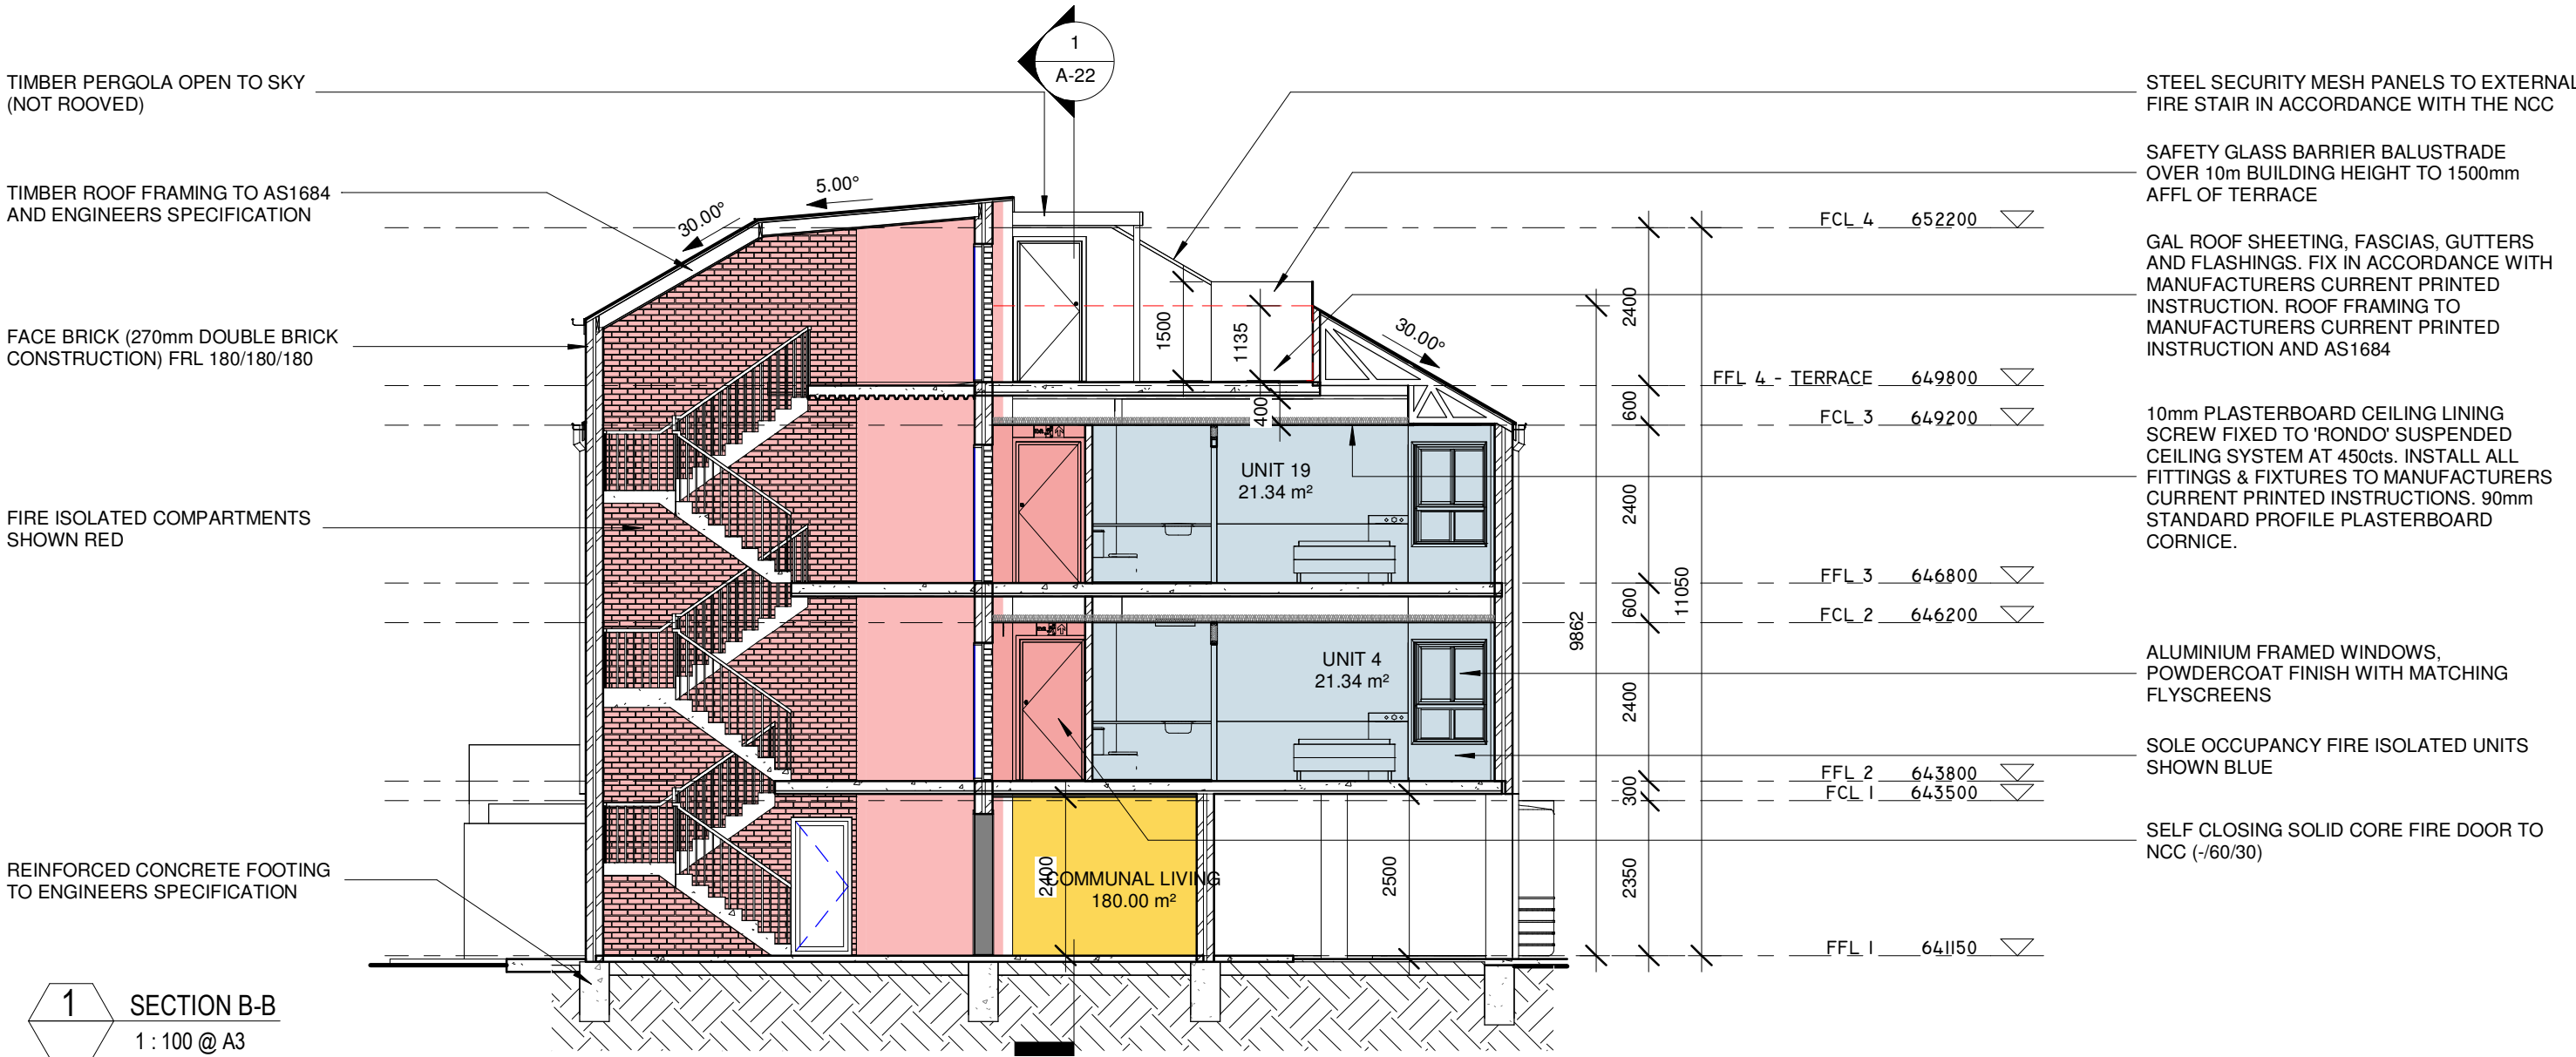 1
A-22
TIMBER PERGOLA OPEN TO SKY
(NOT ROOVED)
TIMBER ROOF FRAMING TO AS1684
AND ENGINEERS SPECIFICATION
FACE BRICK (270mm DOUBLE BRICK
CONSTRUCTION) FRL 180/180/180
FIRE ISOLATED COMPARTMENTS
SHOWN RED
REINFORCED CONCRETE FOOTING
TO ENGINEERS SPECIFICATION
5.00°
30.00°
30.00°
1500
1135
400
UNIT 19
21.34 m²
UNIT 4
21.34 m²
2400
COMMUNAL LIVING
180.00 m²
2500
9862
2400
600
2400
600
2400
300
2350
11050
FCL 4 652200
FFL 4 - TERRACE 649800
FCL 3 649200
FFL 3 646800
FCL 2 646200
FFL 2 643800
FCL 1 643500
FFL 1 641150
STEEL SECURITY MESH PANELS TO EXTERNAL
FIRE STAIR IN ACCORDANCE WITH THE NCC
SAFETY GLASS BARRIER BALUSTRADE
OVER 10m BUILDING HEIGHT TO 1500mm
AFFL OF TERRACE
GAL ROOF SHEETING, FASCIAS, GUTTERS
AND FLASHINGS. FIX IN ACCORDANCE WITH
MANUFACTURERS CURRENT PRINTED
INSTRUCTION. ROOF FRAMING TO
MANUFACTURERS CURRENT PRINTED
INSTRUCTION AND AS1684
10mm PLASTERBOARD CEILING LINING
SCREW FIXED TO 'RONDO' SUSPENDED
CEILING SYSTEM AT 450cts. INSTALL ALL
FITTINGS & FIXTURES TO MANUFACTURERS
CURRENT PRINTED INSTRUCTIONS. 90mm
STANDARD PROFILE PLASTERBOARD
CORNICE.
ALUMINIUM FRAMED WINDOWS,
POWDERCOAT FINISH WITH MATCHING
FLYSCREENS
SOLE OCCUPANCY FIRE ISOLATED UNITS
SHOWN BLUE
SELF CLOSING SOLID CORE FIRE DOOR TO
NCC (-/60/30)
1
SECTION B-B
1 : 100 @ A3